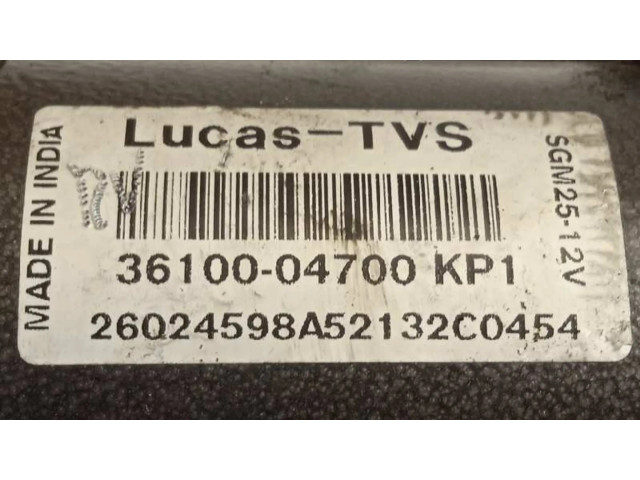 Lucas-TVS
MADE IN INDIA
SGM25-12V
36100-04700 KP1
26024598A52132C0454